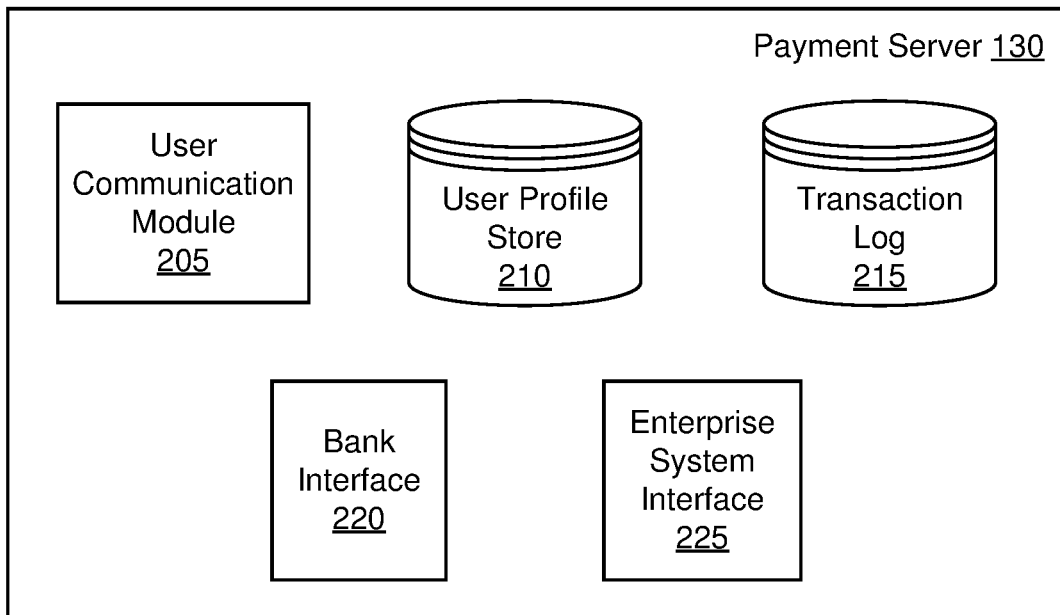 Payment Server 130
User
Communication
Module
205
User Profile
Store
210
Transaction
Log
215
Bank
Interface
220
Enterprise
System
Interface
225